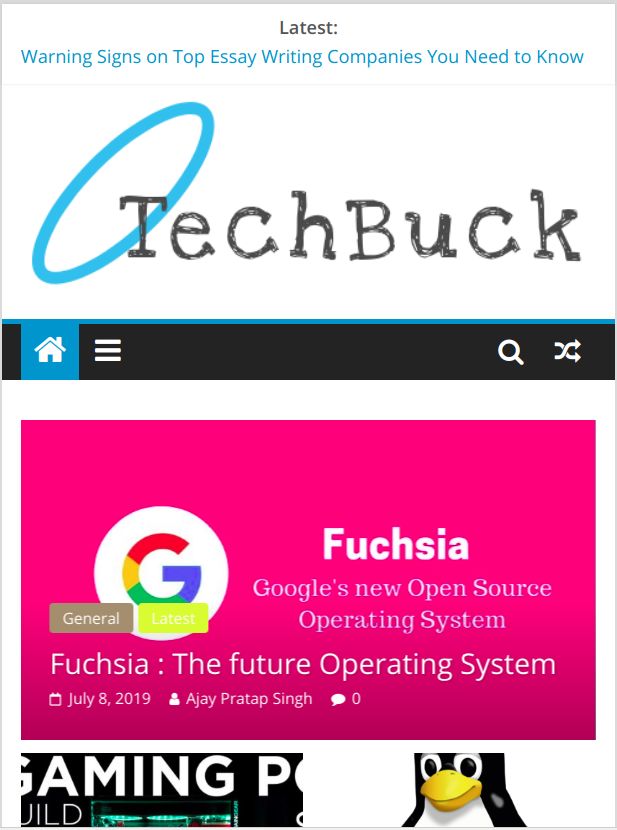 Latest:
Warning Signs on Top Essay Writing Companies You Need to Know
TechBuck
Fuchsia
Google's new Open Source
Operating System
General Latest
Fuchsia : The future Operating System
July 8, 2019 Ajay Pratap Singh 0
GAMING
UILD